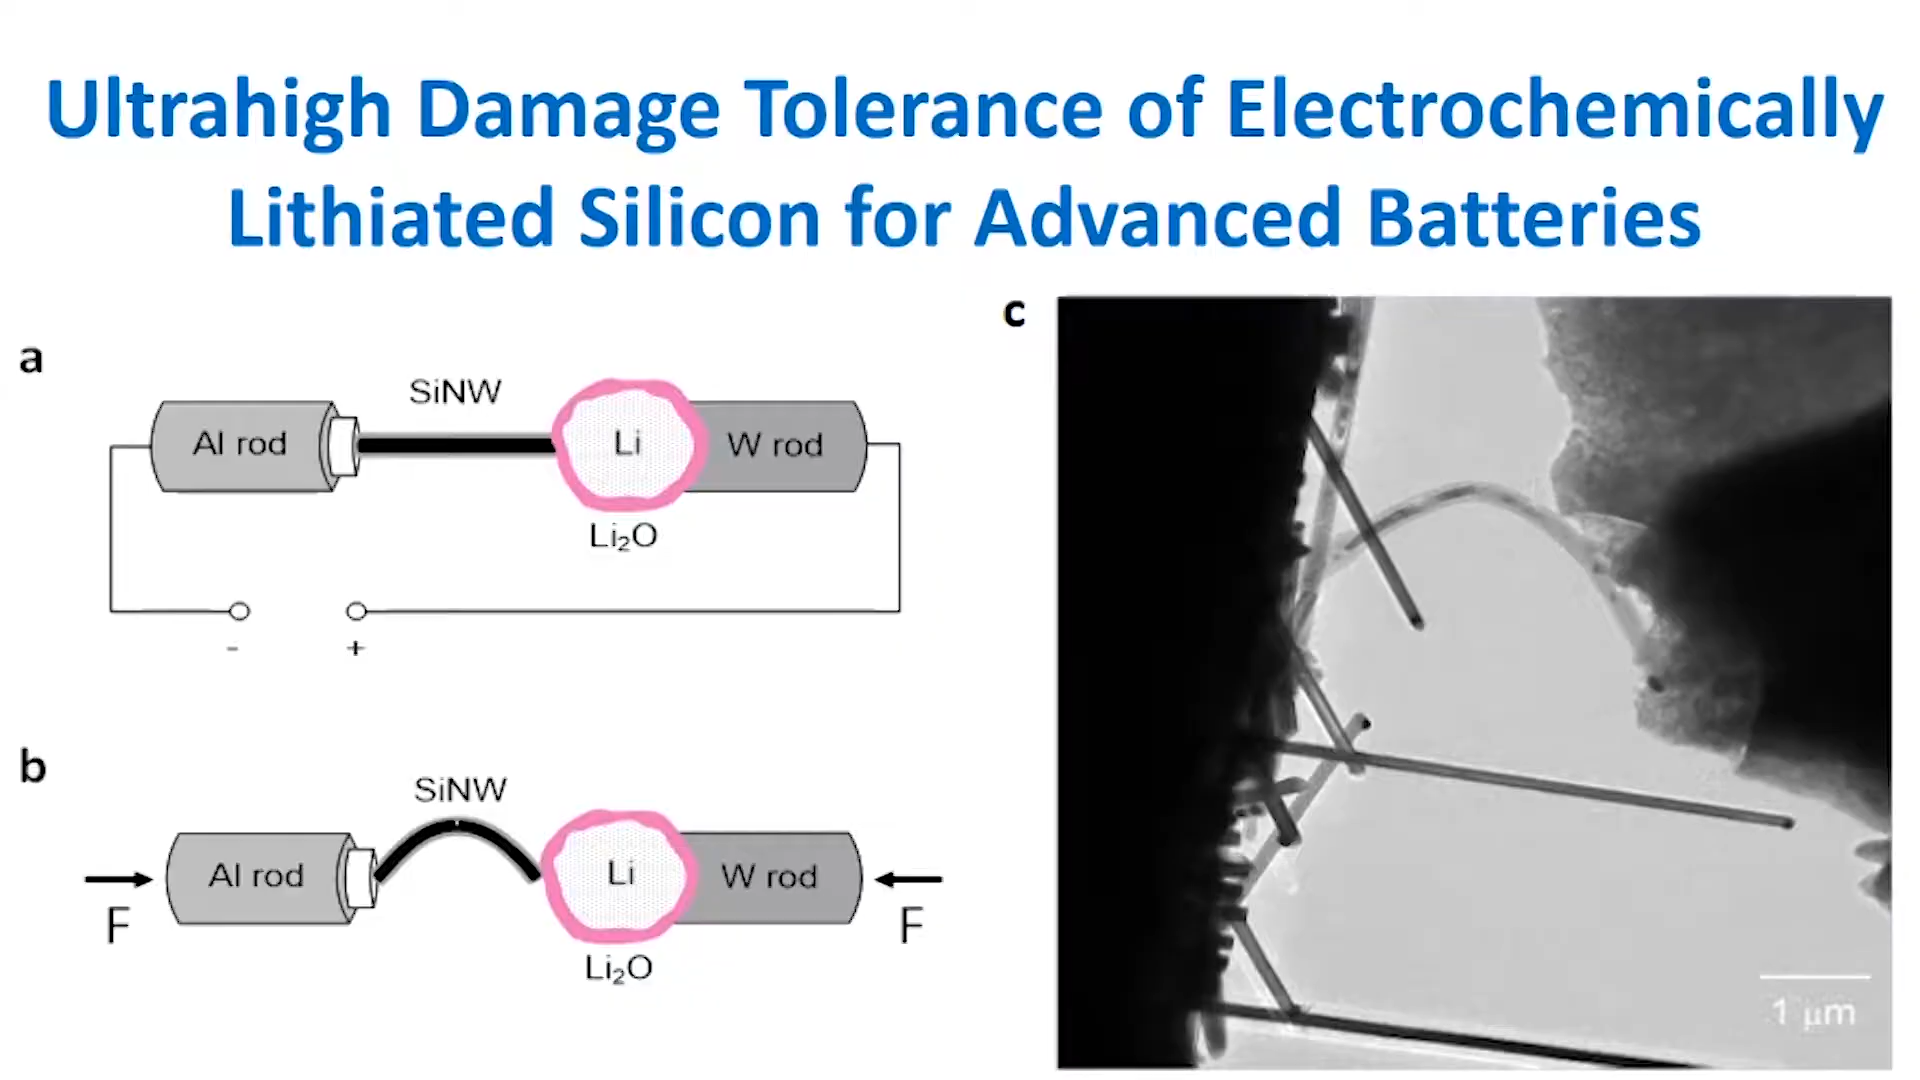 Ultrahigh Damage Tolerance of Electrochemically
Lithiated Silicon for Advanced Batteries
a
SiNW
Al rod
Li
W rod
Li₂O
-
+
b
SiNW
Al rod
Li
W rod
F
F
Li₂O
c
1 μm